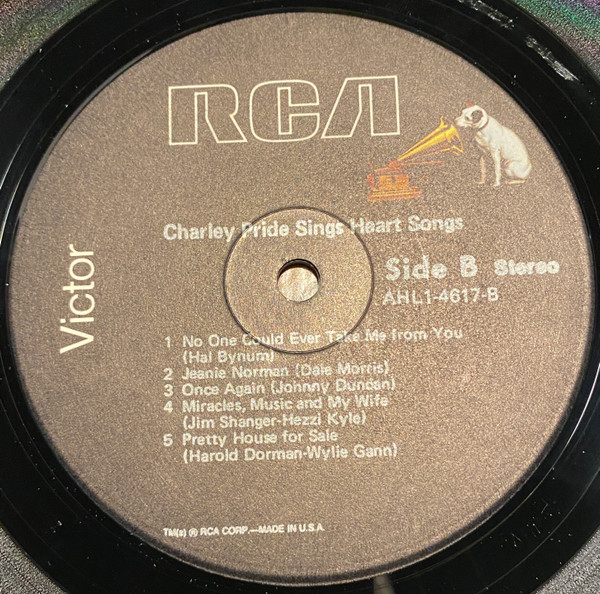 RCA
Victor
Charley Pride Sings Heart Songs
Side B Stereo
AHL1-4617-B
1 No One Could Ever Take Me from You
(Hal Bynum)
2 Jeanie Norman (Dale Morris)
3 Once Again (Johnny Duncan)
4 Miracles, Music and My Wife
(Jim Shanger-Hezzi Kyle)
5 Pretty House for Sale
(Harold Dorman-Wylie Gann)
TM(s) ® RCA CORP.—MADE IN U.S.A.